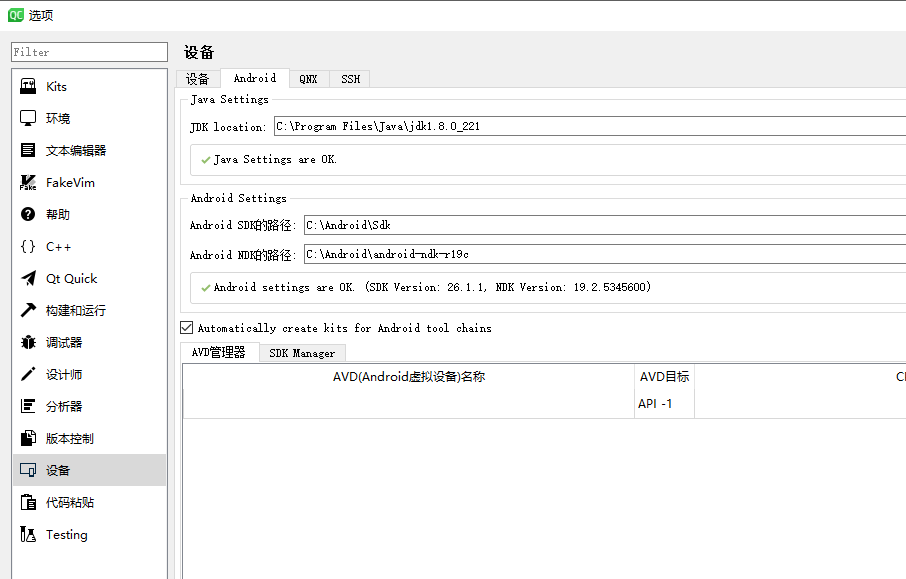 QC 选项
Filter
Kits
环境
文本编辑器
Fake
FakeVim
帮助
C++
Qt Quick
构建和运行
调试器
设计师
分析器
版本控制
设备
代码粘贴
Testing
设备
设备 Android QNX SSH
Java Settings
JDK location: C:\Program Files\Java\jdk1.8.0_221
Java Settings are OK.
Android Settings
Android SDK的路径: C:\Android\Sdk
Android NDK的路径: C:\Android\android-ndk-r19c
Android settings are OK. (SDK Version: 26.1.1, NDK Version: 19.2.5345600)
Automatically create kits for Android tool chains
AVD管理器 SDK Manager
AVD(Android虚拟设备)名称 AVD目标
API -1